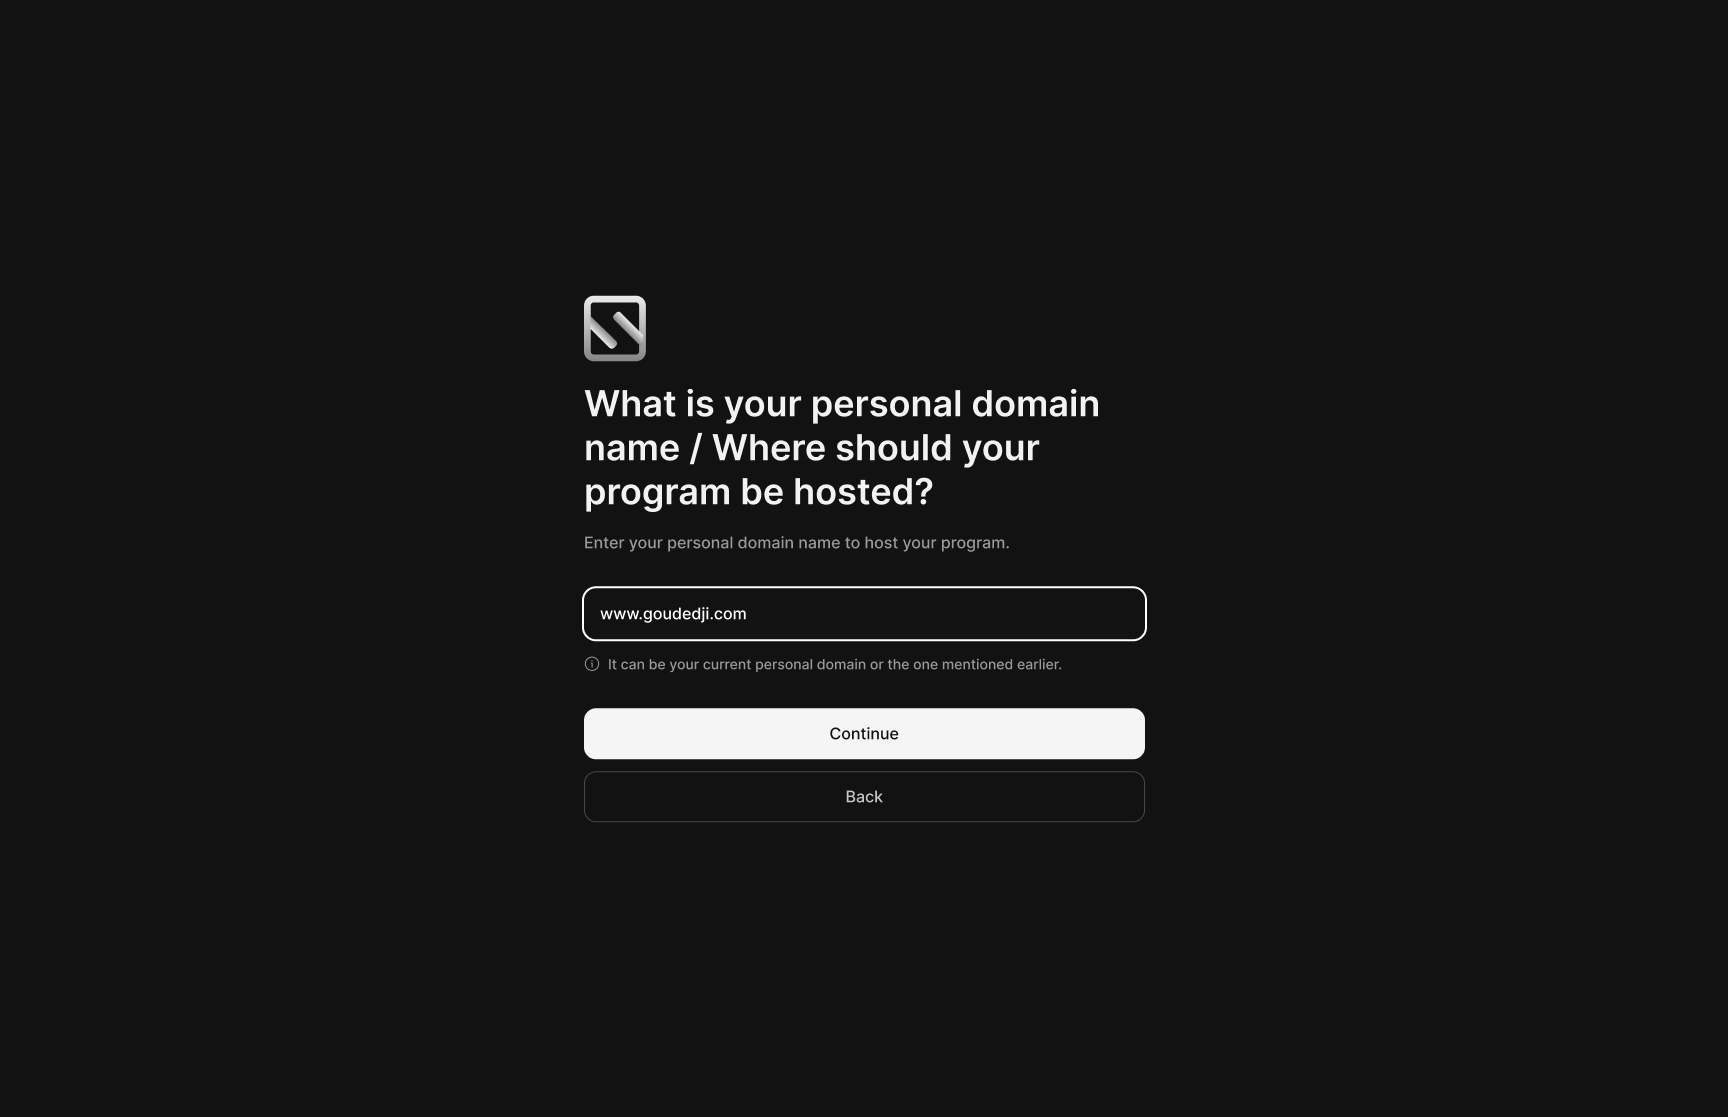 What is your personal domain
name / Where should your
program be hosted?
Enter your personal domain name to host your program.
www.goudedji.com
It can be your current personal domain or the one mentioned earlier.
Continue
Back